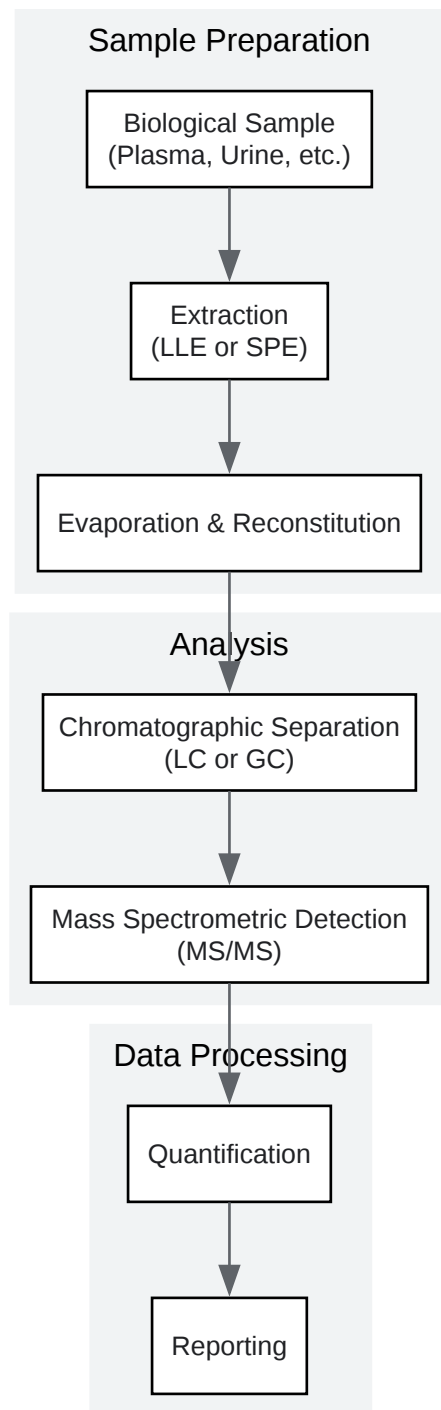 Sample Preparation
Biological Sample
(Plasma, Urine, etc.)
Extraction
(LLE or SPE)
Evaporation & Reconstitution
Analysis
Chromatographic Separation
(LC or GC)
Mass Spectrometric Detection
(MS/MS)
Data Processing
Quantification
Reporting